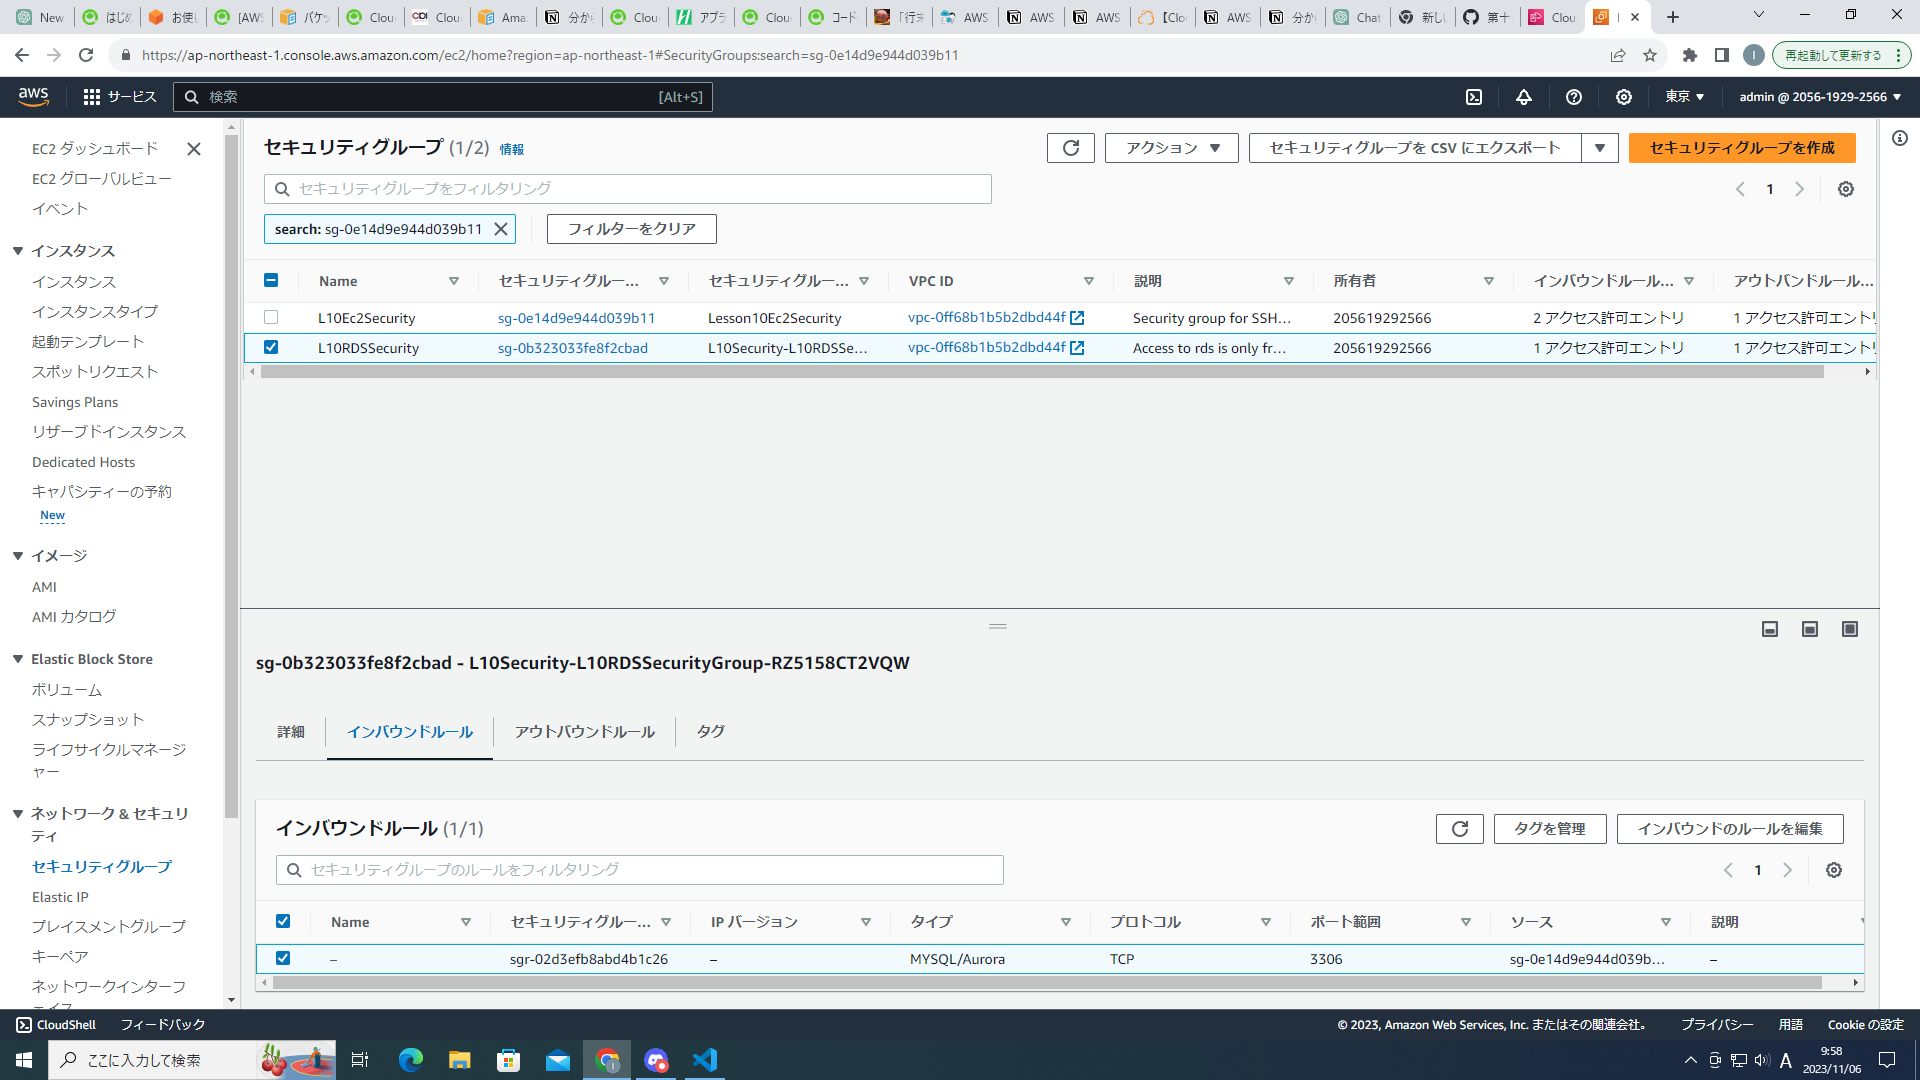 New
はじめ
お使い
[AWS
パケッ
Clou
Clou
Ama
分か
Clou
アプラ
Clou
コード
「行末
AWS
AWS
AWS
【Clo
AWS
分か
Chat
新し
第十
Clou
https://ap-northeast-1.console.aws.amazon.com/ec2/home?region=ap-northeast-1#SecurityGroups:search=sg-0e14d9e944d039b11
I
再起動して更新する
aws
サービス
検索
[Alt+S]
東京
admin @ 2056-1929-2566
EC2 ダッシュボード
EC2 グローバルビュー
イベント
インスタンス
インスタンス
インスタンスタイプ
起動テンプレート
スポットリクエスト
Savings Plans
リザーブドインスタンス
Dedicated Hosts
キャパシティーの予約
New
イメージ
AMI
AMI カタログ
Elastic Block Store
ボリューム
スナップショット
ライフサイクルマネージ
ャー
ネットワーク & セキュリ
ティ
セキュリティグループ
Elastic IP
プレイスメントグループ
キーペア
ネットワークインターフ
ェイス
セキュリティグループ (1/2) 情報
アクション
セキュリティグループを CSV にエクスポート
セキュリティグループを作成
セキュリティグループをフィルタリング
1
search: sg-0e14d9e944d039b11
フィルターをクリア
Name セキュリティグルー... セキュリティグルー... VPC ID 説明 所有者 インバウンドルール... アウトバンドルール...
L10Ec2Security sg-0e14d9e944d039b11 Lesson10Ec2Security vpc-0ff68b1b5b2dbd44f Security group for SSH... 205619292566 2 アクセス許可エントリ 1 アクセス許可エントリ
L10RDSSecurity sg-0b323033fe8f2cbad L10Security-L10RDSSe... vpc-0ff68b1b5b2dbd44f Access to rds is only fr... 205619292566 1 アクセス許可エントリ 1 アクセス許可エントリ
sg-0b323033fe8f2cbad - L10Security-L10RDSSecurityGroup-RZ5158CT2VQW
詳細
インバウンドルール
アウトバウンドルール
タグ
インバウンドルール (1/1)
タグを管理
インバウンドのルールを編集
セキュリティグループのルールをフィルタリング
1
Name セキュリティグルー... IP バージョン タイプ プロトコル ポート範囲 ソース 説明
– sgr-02d3efb8abd4b1c26 – MYSQL/Aurora TCP 3306 sg-0e14d9e944d039b... –
CloudShell
フィードバック
© 2023, Amazon Web Services, Inc. またはその関連会社。
プライバシー
用語
Cookie の設定
ここに入力して検索
A
9:58
2023/11/06